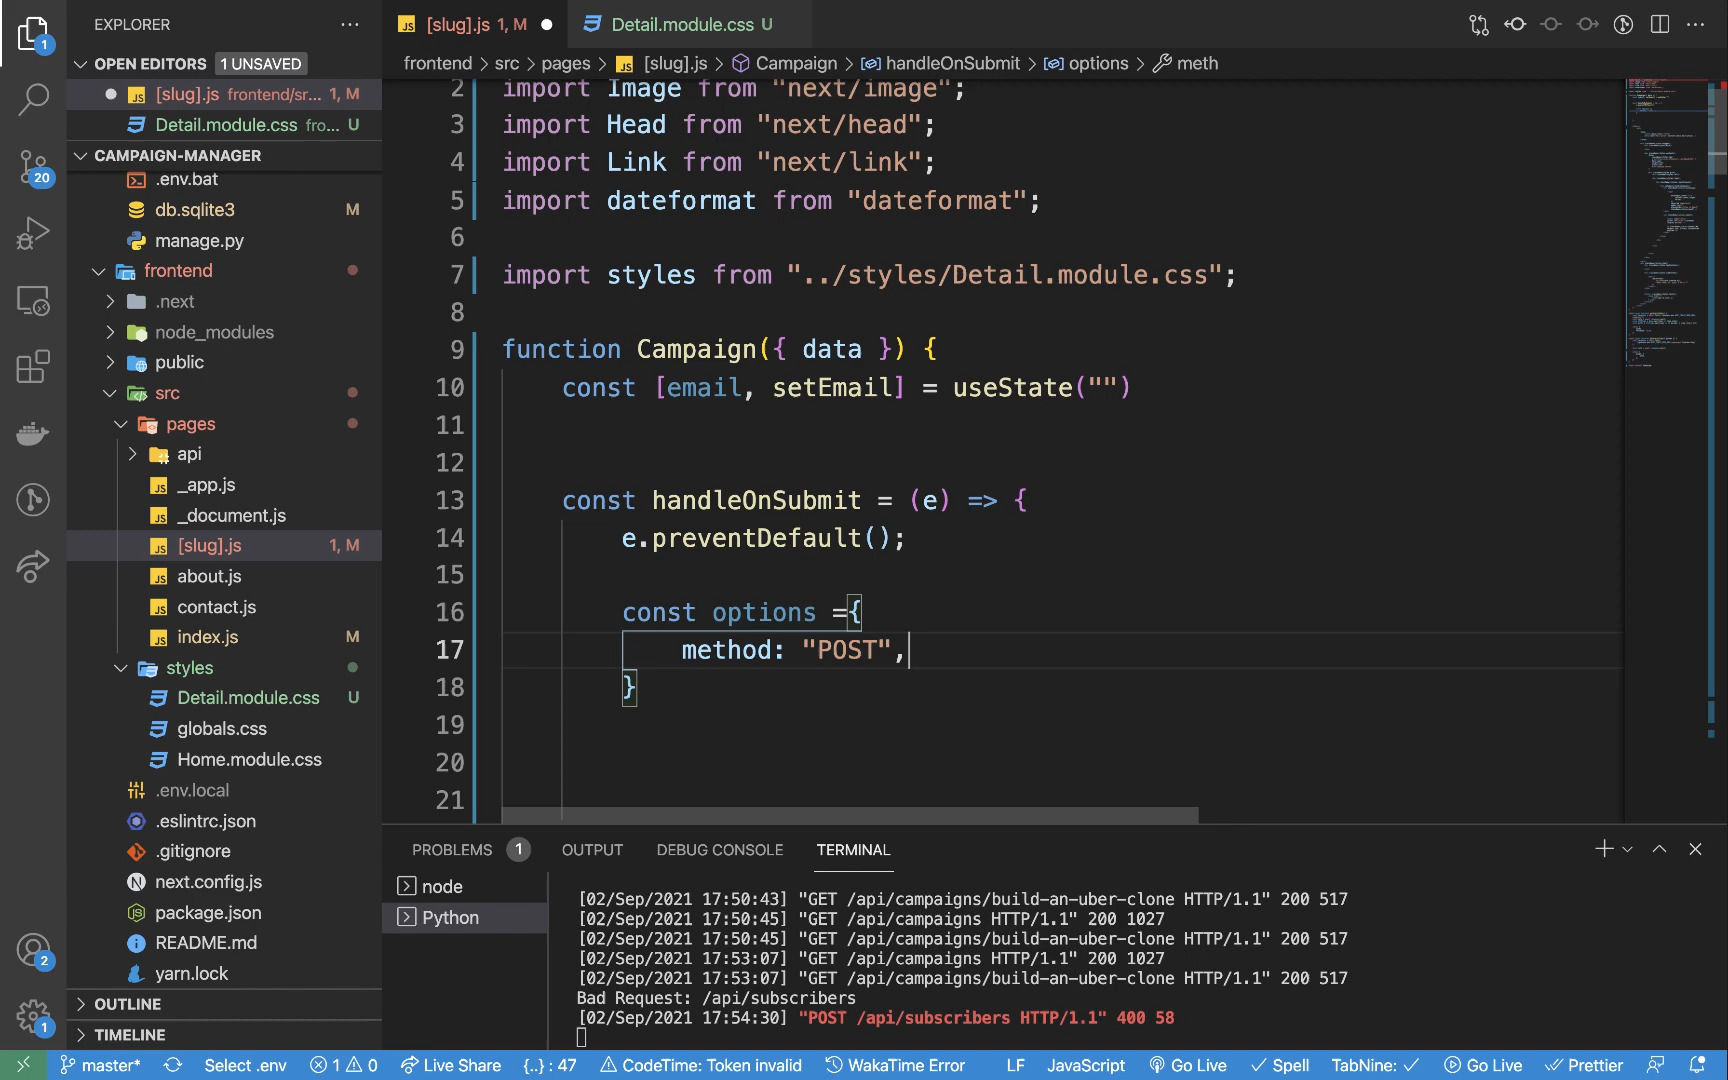 EXPLORER
OPEN EDITORS 1 UNSAVED
[slug].js frontend/sr... 1, M
Detail.module.css fro... U
CAMPAIGN-MANAGER
.env.bat
db.sqlite3 M
manage.py
frontend
.next
node_modules
public
src
pages
api
_app.js
_document.js
[slug].js 1, M
about.js
contact.js
index.js M
styles
Detail.module.css U
globals.css
Home.module.css
.env.local
.eslintrc.json
.gitignore
next.config.js
package.json
README.md
yarn.lock
OUTLINE
TIMELINE
1
20
2
1
[slug].js 1, M
Detail.module.css U
frontend > src > pages > [slug].js > Campaign > handleOnSubmit > options > meth
2 import Image from "next/image";
3 import Head from "next/head";
4 import Link from "next/link";
5 import dateformat from "dateformat";
6
7 import styles from "../styles/Detail.module.css";
8
9 function Campaign({ data }) {
10 const [email, setEmail] = useState("")
11
12
13 const handleOnSubmit = (e) => {
14 e.preventDefault();
15
16 const options ={
17 method: "POST",
18 }
19
20
21
PROBLEMS 1 OUTPUT DEBUG CONSOLE TERMINAL
node
Python
[02/Sep/2021 17:50:43] "GET /api/campaigns/build-an-uber-clone HTTP/1.1" 200 517
[02/Sep/2021 17:50:45] "GET /api/campaigns HTTP/1.1" 200 1027
[02/Sep/2021 17:50:45] "GET /api/campaigns/build-an-uber-clone HTTP/1.1" 200 517
[02/Sep/2021 17:53:07] "GET /api/campaigns HTTP/1.1" 200 1027
[02/Sep/2021 17:53:07] "GET /api/campaigns/build-an-uber-clone HTTP/1.1" 200 517
Bad Request: /api/subscribers
[02/Sep/2021 17:54:30] "POST /api/subscribers HTTP/1.1" 400 58
master* Select .env 1 0 Live Share {..} : 47 CodeTime: Token invalid WakaTime Error LF JavaScript Go Live Spell TabNine: Go Live Prettier